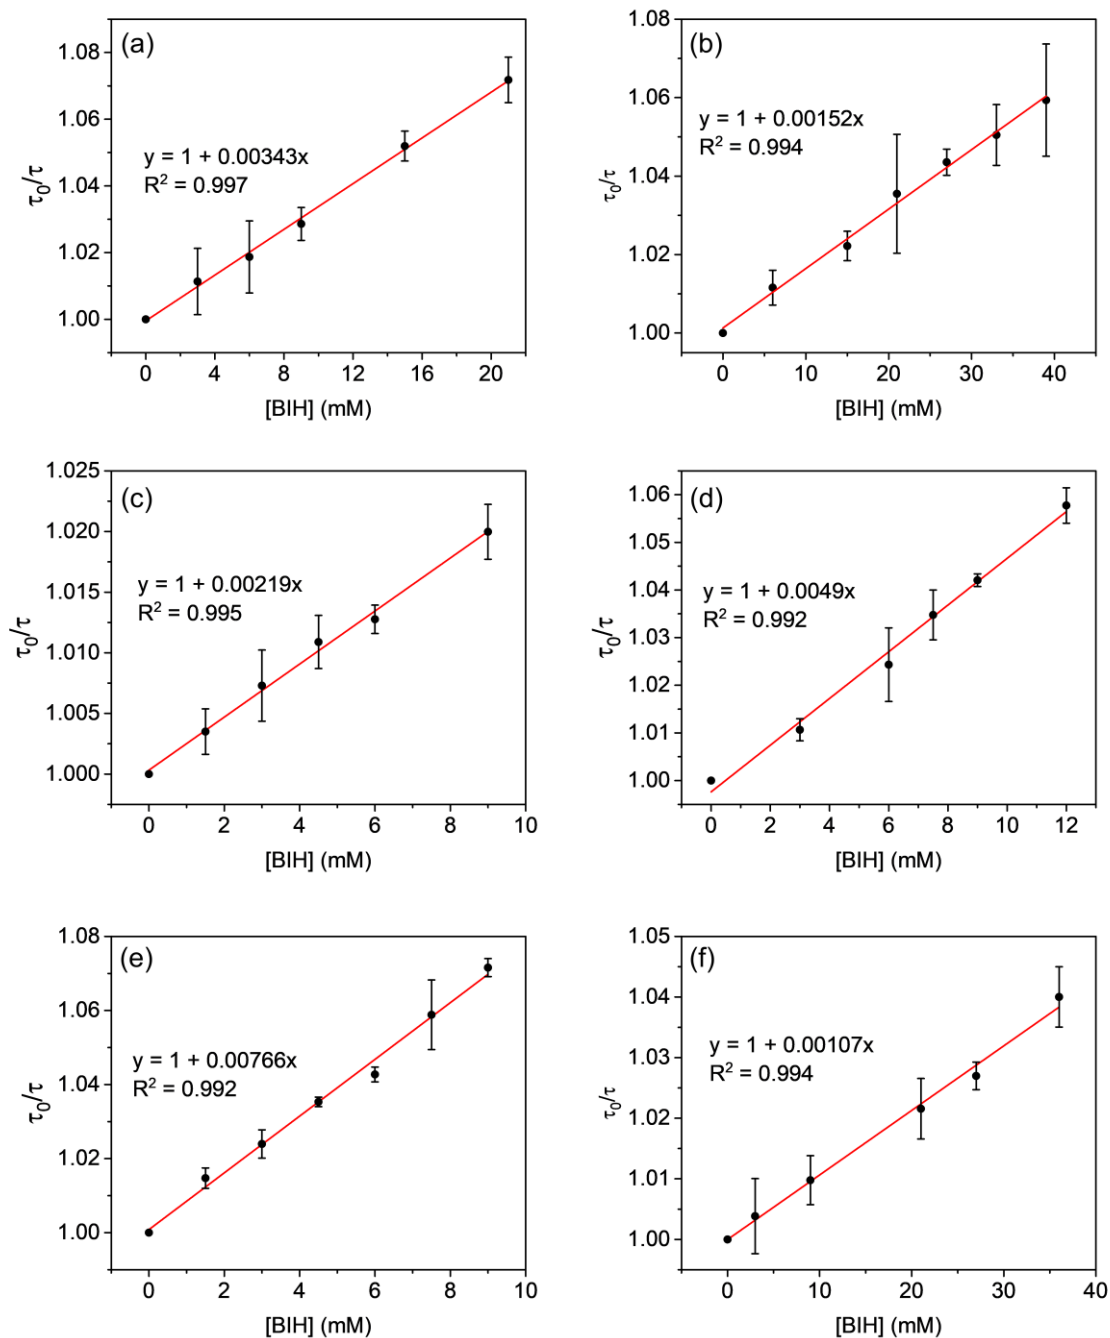 (a)
y = 1 + 0.00343x
R² = 0.997
τ₀/τ
1.08
1.06
1.04
1.02
1.00
0 4 8 12 16 20
[BIH] (mM)
(b)
y = 1 + 0.00152x
R² = 0.994
τ₀/τ
1.08
1.06
1.04
1.02
1.00
0 10 20 30 40
[BIH] (mM)
(c)
y = 1 + 0.00219x
R² = 0.995
τ₀/τ
1.025
1.020
1.015
1.010
1.005
1.000
0 2 4 6 8 10
[BIH] (mM)
(d)
y = 1 + 0.0049x
R² = 0.992
τ₀/τ
1.06
1.05
1.04
1.03
1.02
1.01
1.00
0 2 4 6 8 10 12
[BIH] (mM)
(e)
y = 1 + 0.00766x
R² = 0.992
τ₀/τ
1.08
1.06
1.04
1.02
1.00
0 2 4 6 8 10
[BIH] (mM)
(f)
y = 1 + 0.00107x
R² = 0.994
τ₀/τ
1.05
1.04
1.03
1.02
1.01
1.00
0 10 20 30 40
[BIH] (mM)